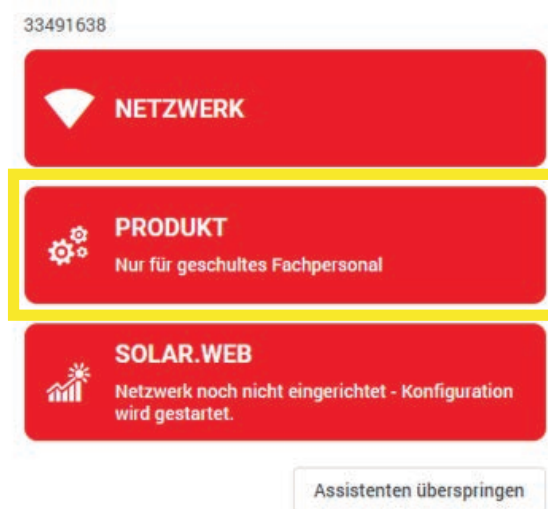 33491638
NETZWERK
PRODUKT
Nur für geschultes Fachpersonal
SOLAR.WEB
Netzwerk noch nicht eingerichtet - Konfiguration
wird gestartet.
Assistenten überspringen